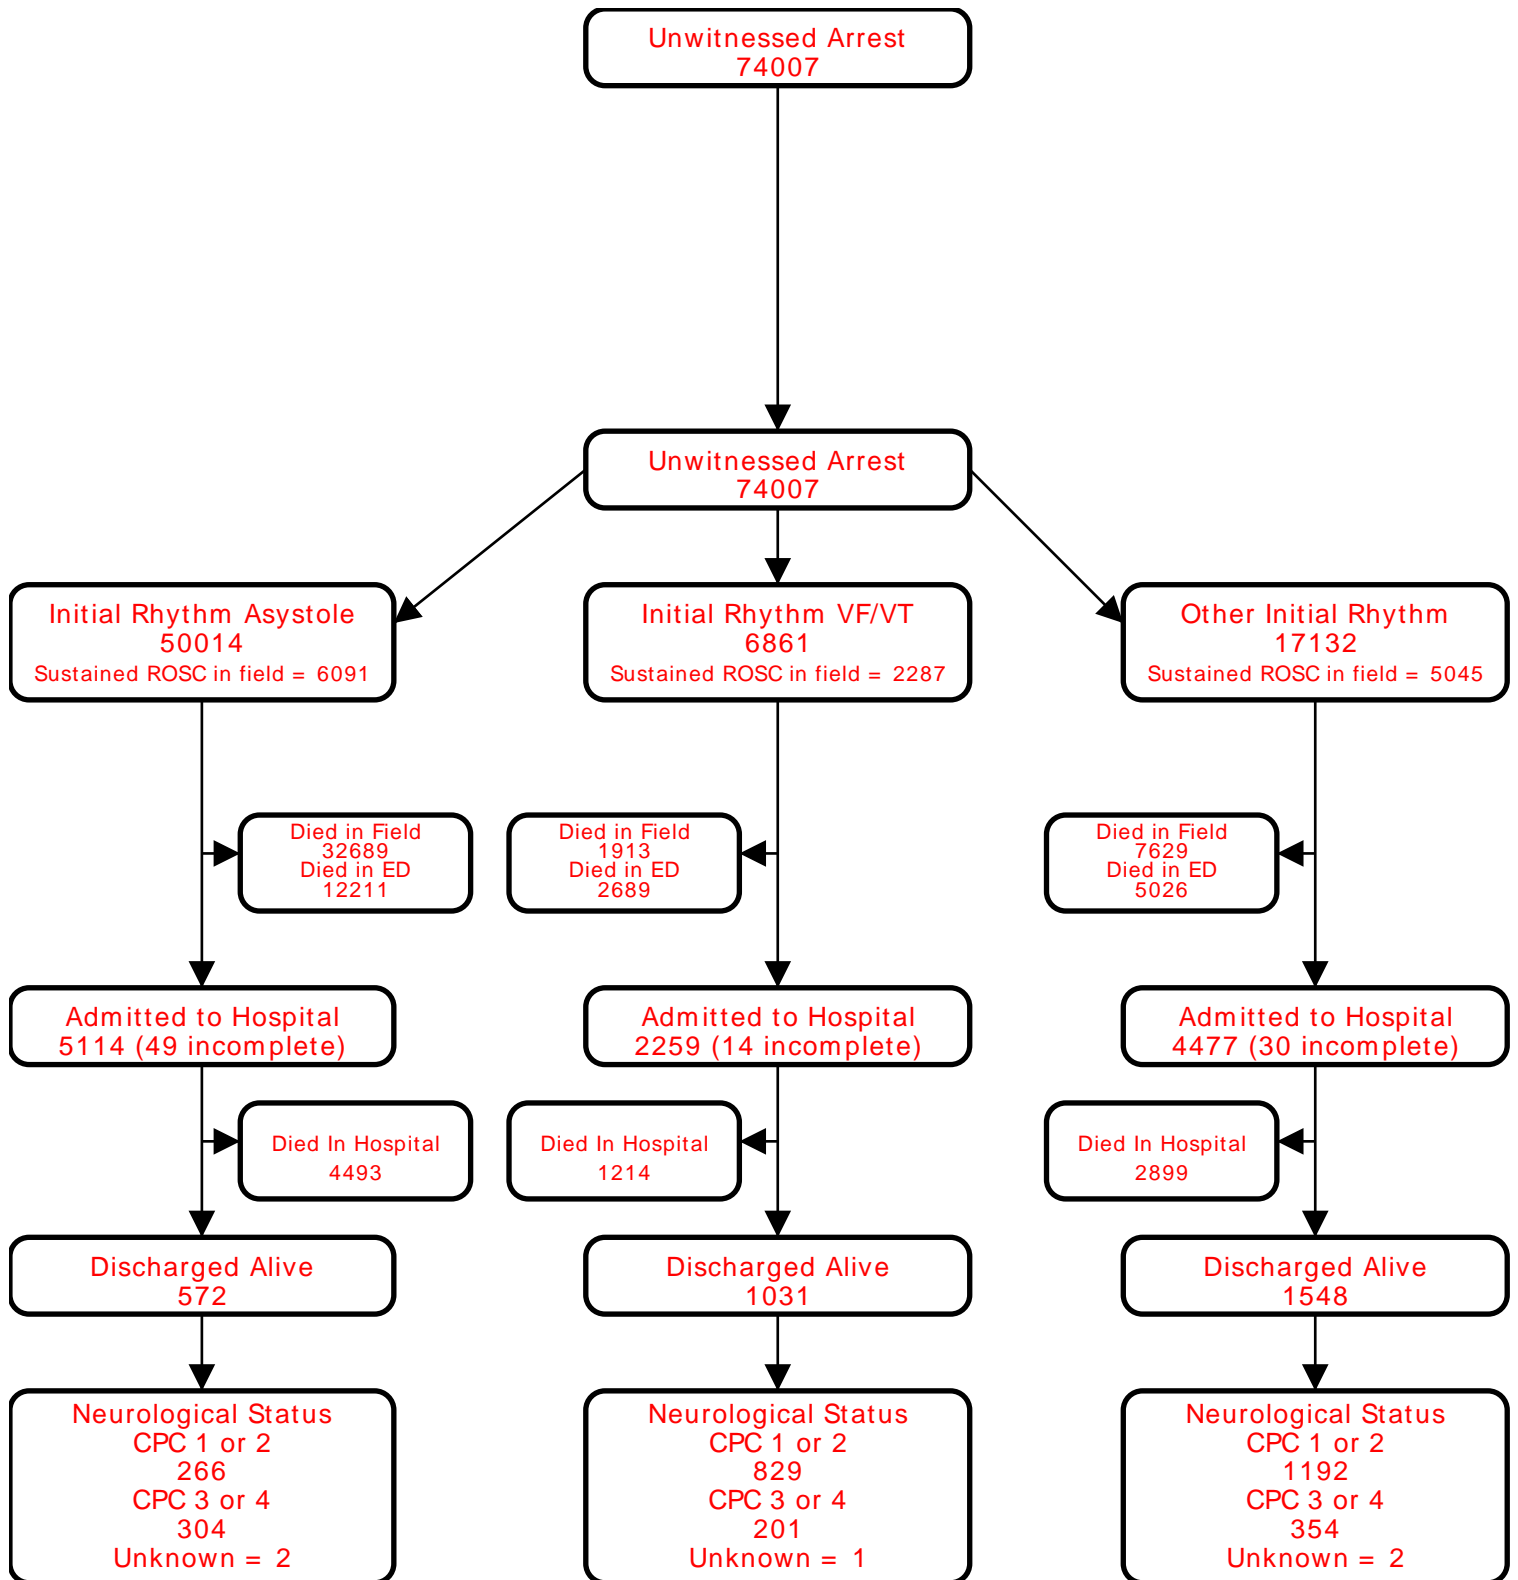 Unwitnessed Arrest
74007
Unwitnessed Arrest
74007
Initial Rhythm Asystole
50014
Sustained ROSC in field = 6091
Initial Rhythm VF/VT
6861
Sustained ROSC in field = 2287
Other Initial Rhythm
17132
Sustained ROSC in field = 5045
Died in Field
32689
Died in ED
12211
Died in Field
1913
Died in ED
2689
Died in Field
7629
Died in ED
5026
Admitted to Hospital
5114 (49 incomplete)
Admitted to Hospital
2259 (14 incomplete)
Admitted to Hospital
4477 (30 incomplete)
Died In Hospital
4493
Died In Hospital
1214
Died In Hospital
2899
Discharged Alive
572
Discharged Alive
1031
Discharged Alive
1548
Neurological Status
CPC 1 or 2
266
CPC 3 or 4
304
Unknown = 2
Neurological Status
CPC 1 or 2
829
CPC 3 or 4
201
Unknown = 1
Neurological Status
CPC 1 or 2
1192
CPC 3 or 4
354
Unknown = 2